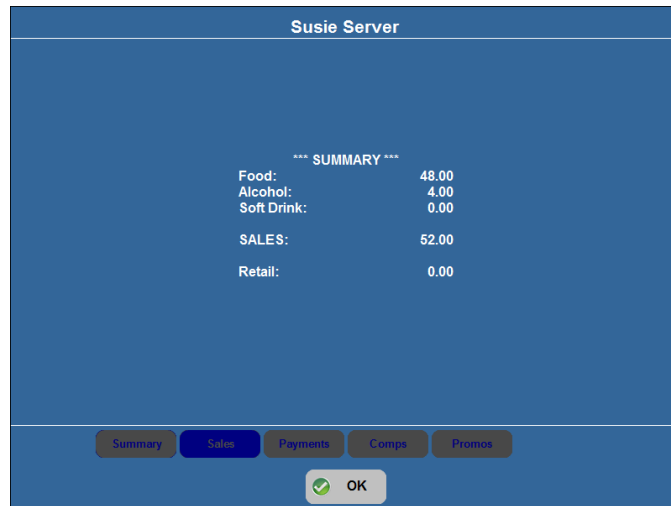 Susie Server
*** SUMMARY ***
Food: 48.00
Alcohol: 4.00
Soft Drink: 0.00
SALES: 52.00
Retail: 0.00
Summary Sales Payments Comps Promos
OK